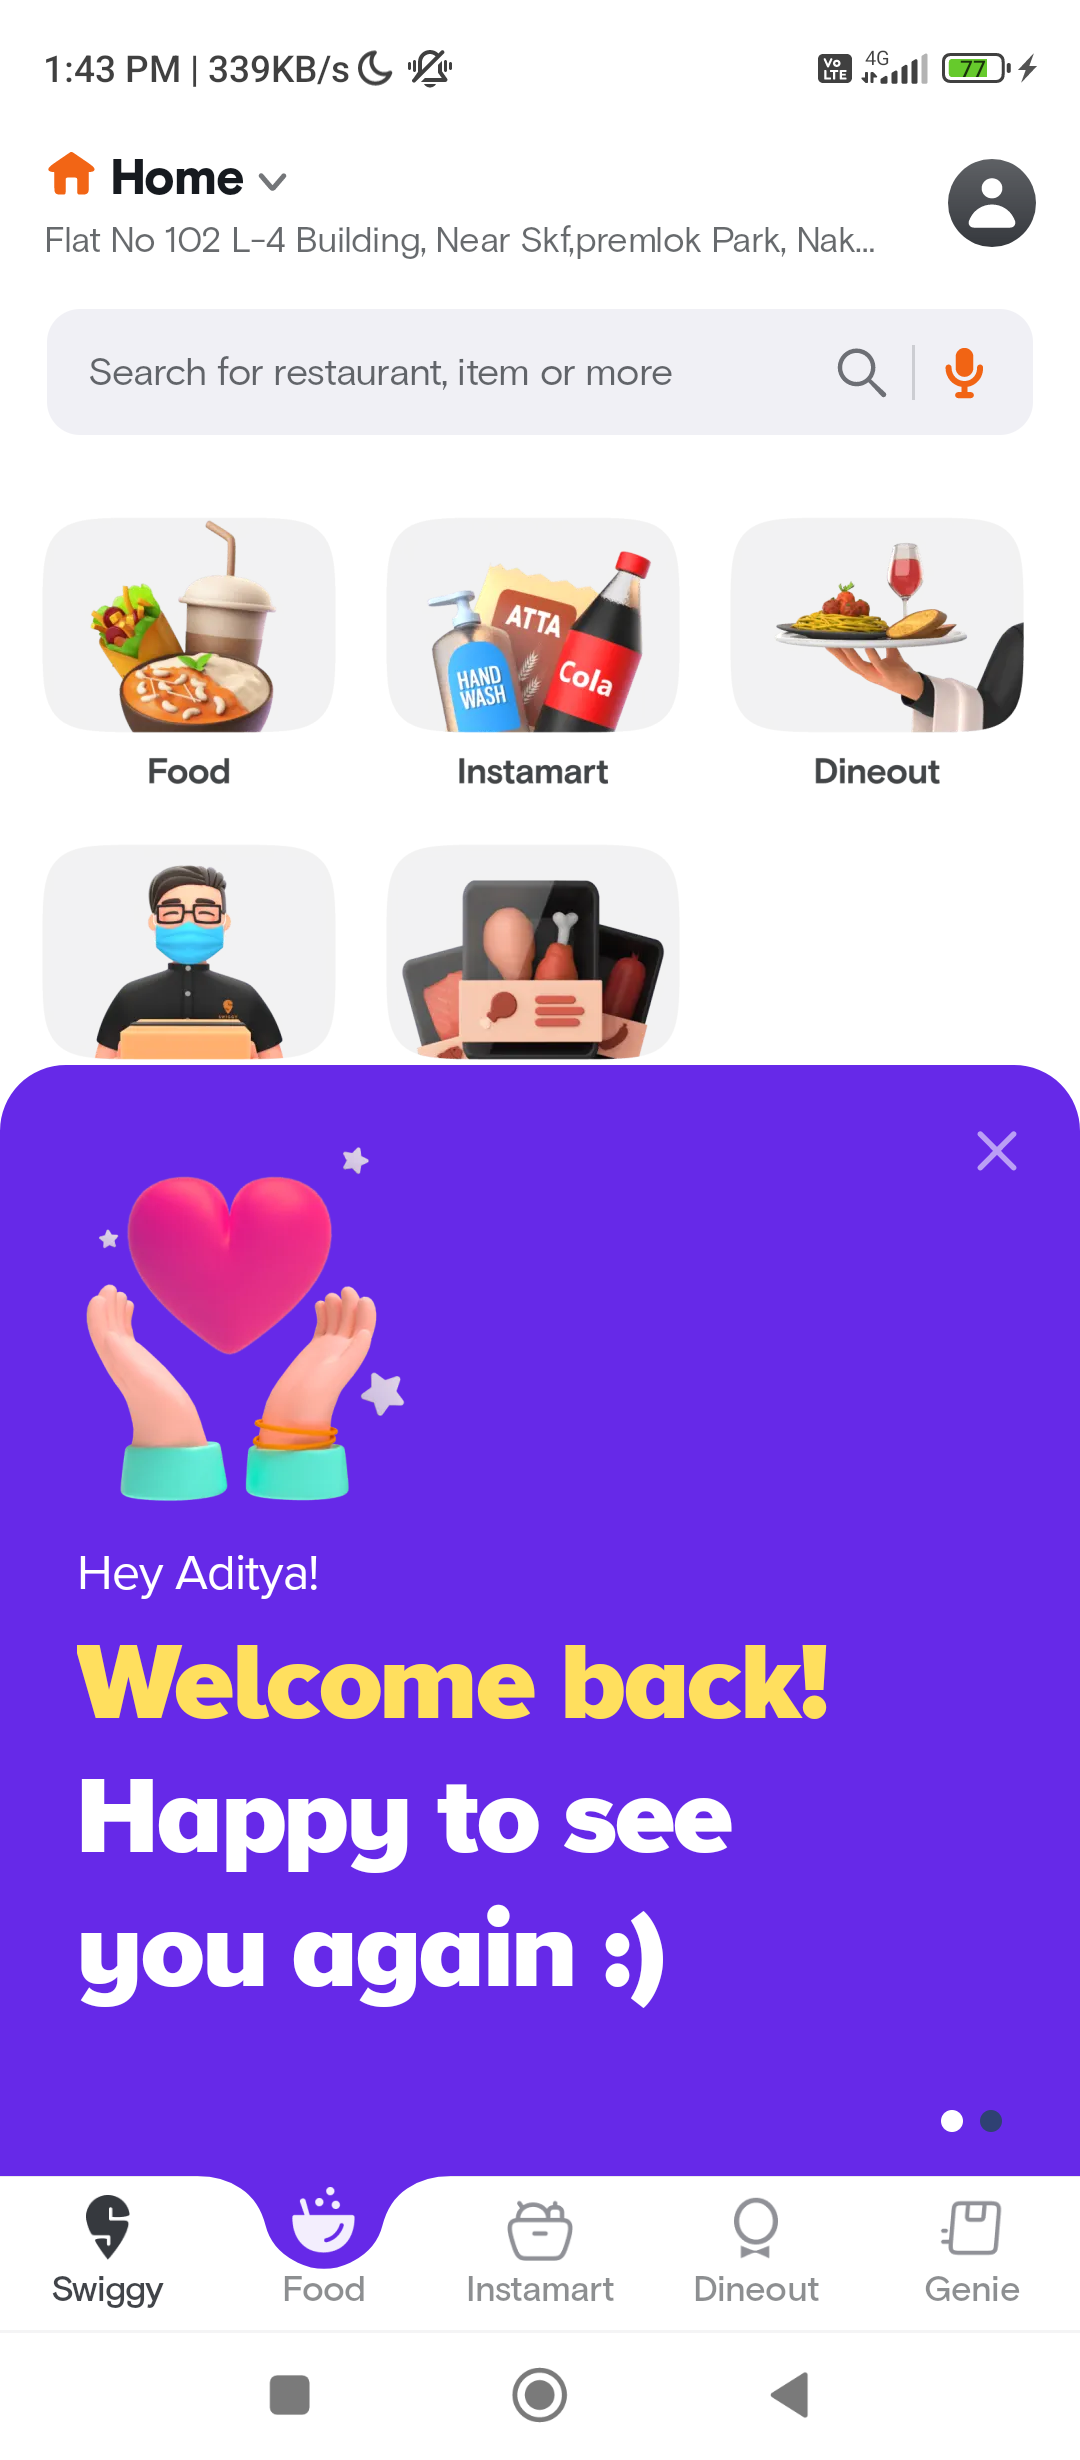 1:43 PM | 339KB/s
Vo LTE 4G 77
Home
Flat No 102 L-4 Building, Near Skf,premlok Park, Nak...
Search for restaurant, item or more
HAND WASH
ATTA
Cola
Food Instamart Dineout
Hey Aditya!
Welcome back!
Happy to see
you again :)
Swiggy Food Instamart Dineout Genie